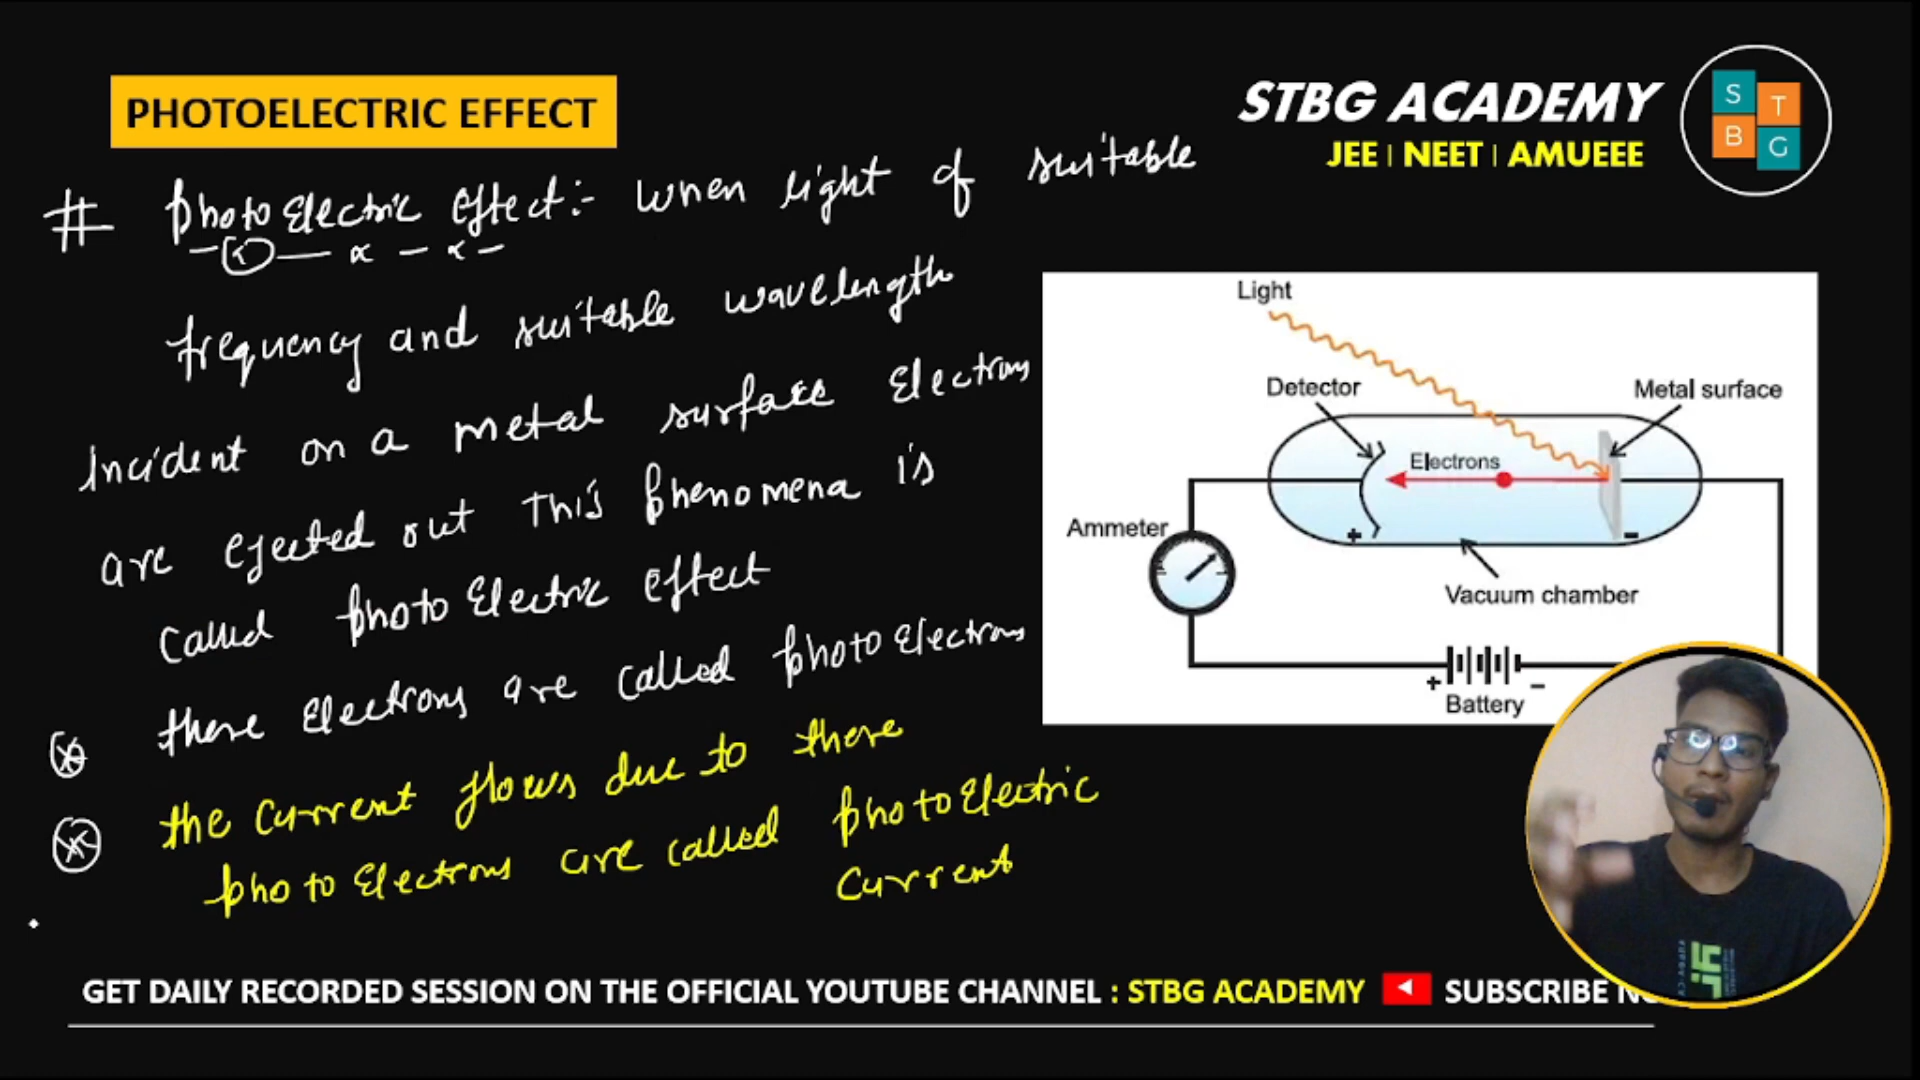 PHOTOELECTRIC EFFECT
STBG ACADEMY
JEE | NEET | AMUEEE
S T
B G
# Photo Electric Effect :- When light of suitable
frequency and suitable wavelength
Incident on a metal surface Electrons
are Ejected out This phenomena is
Called photo Electric Effect
these Electrons are called photo Electrons
the current flows due to these
photo Electrons are called photo Electric
Current
Light
Detector
Metal surface
Electrons
Ammeter
+ -
Vacuum chamber
+ -
Battery
GET DAILY RECORDED SESSION ON THE OFFICIAL YOUTUBE CHANNEL : STBG ACADEMY SUBSCRIBE